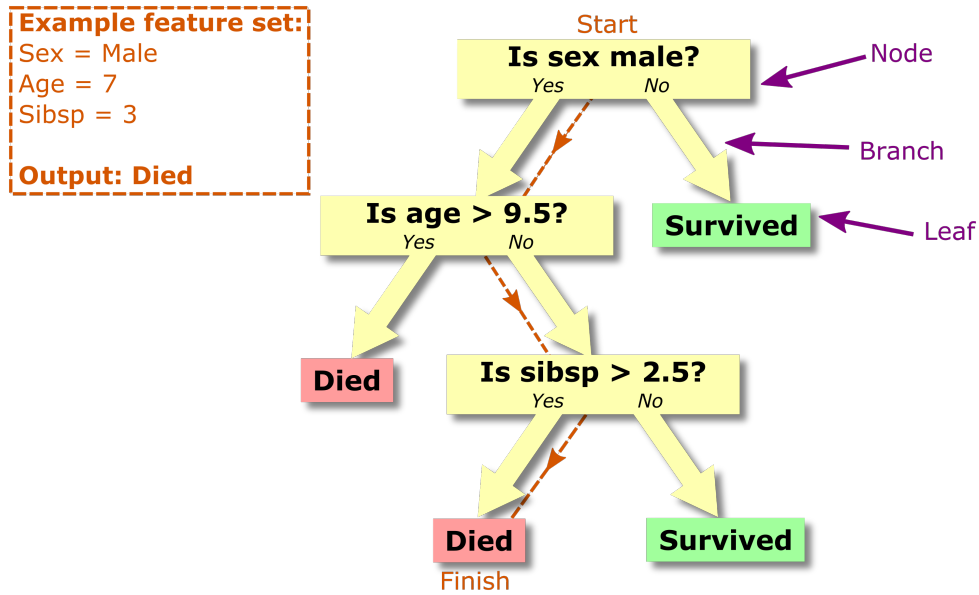 Example feature set:
Sex = Male
Age = 7
Sibsp = 3
Output: Died
Start
Is sex male?
Yes No
Node
Branch
Is age > 9.5?
Yes No
Survived
Leaf
Died
Is sibsp > 2.5?
Yes No
Died
Survived
Finish